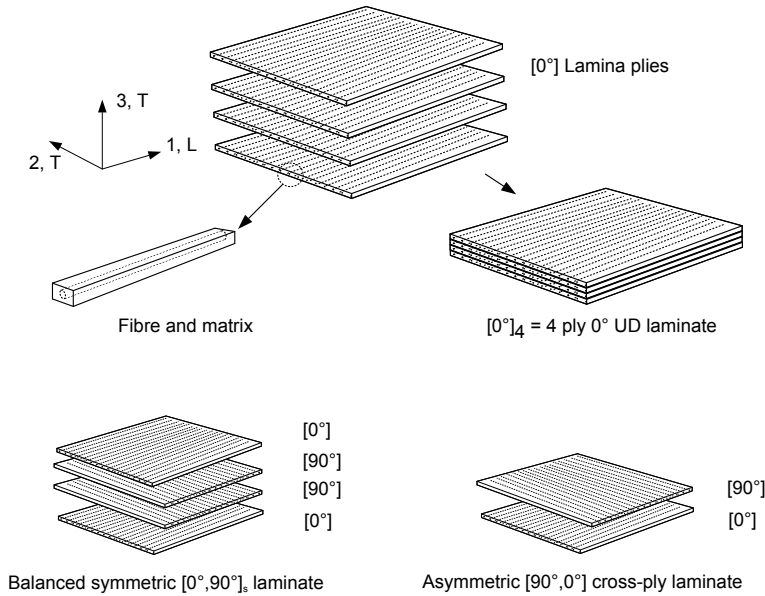 [0°] Lamina plies
3, T
2, T
1, L
Fibre and matrix
[0°]4 = 4 ply 0° UD laminate
[0°]
[90°]
[90°]
[0°]
[90°]
[0°]
Balanced symmetric [0°,90°]s laminate
Asymmetric [90°,0°] cross-ply laminate